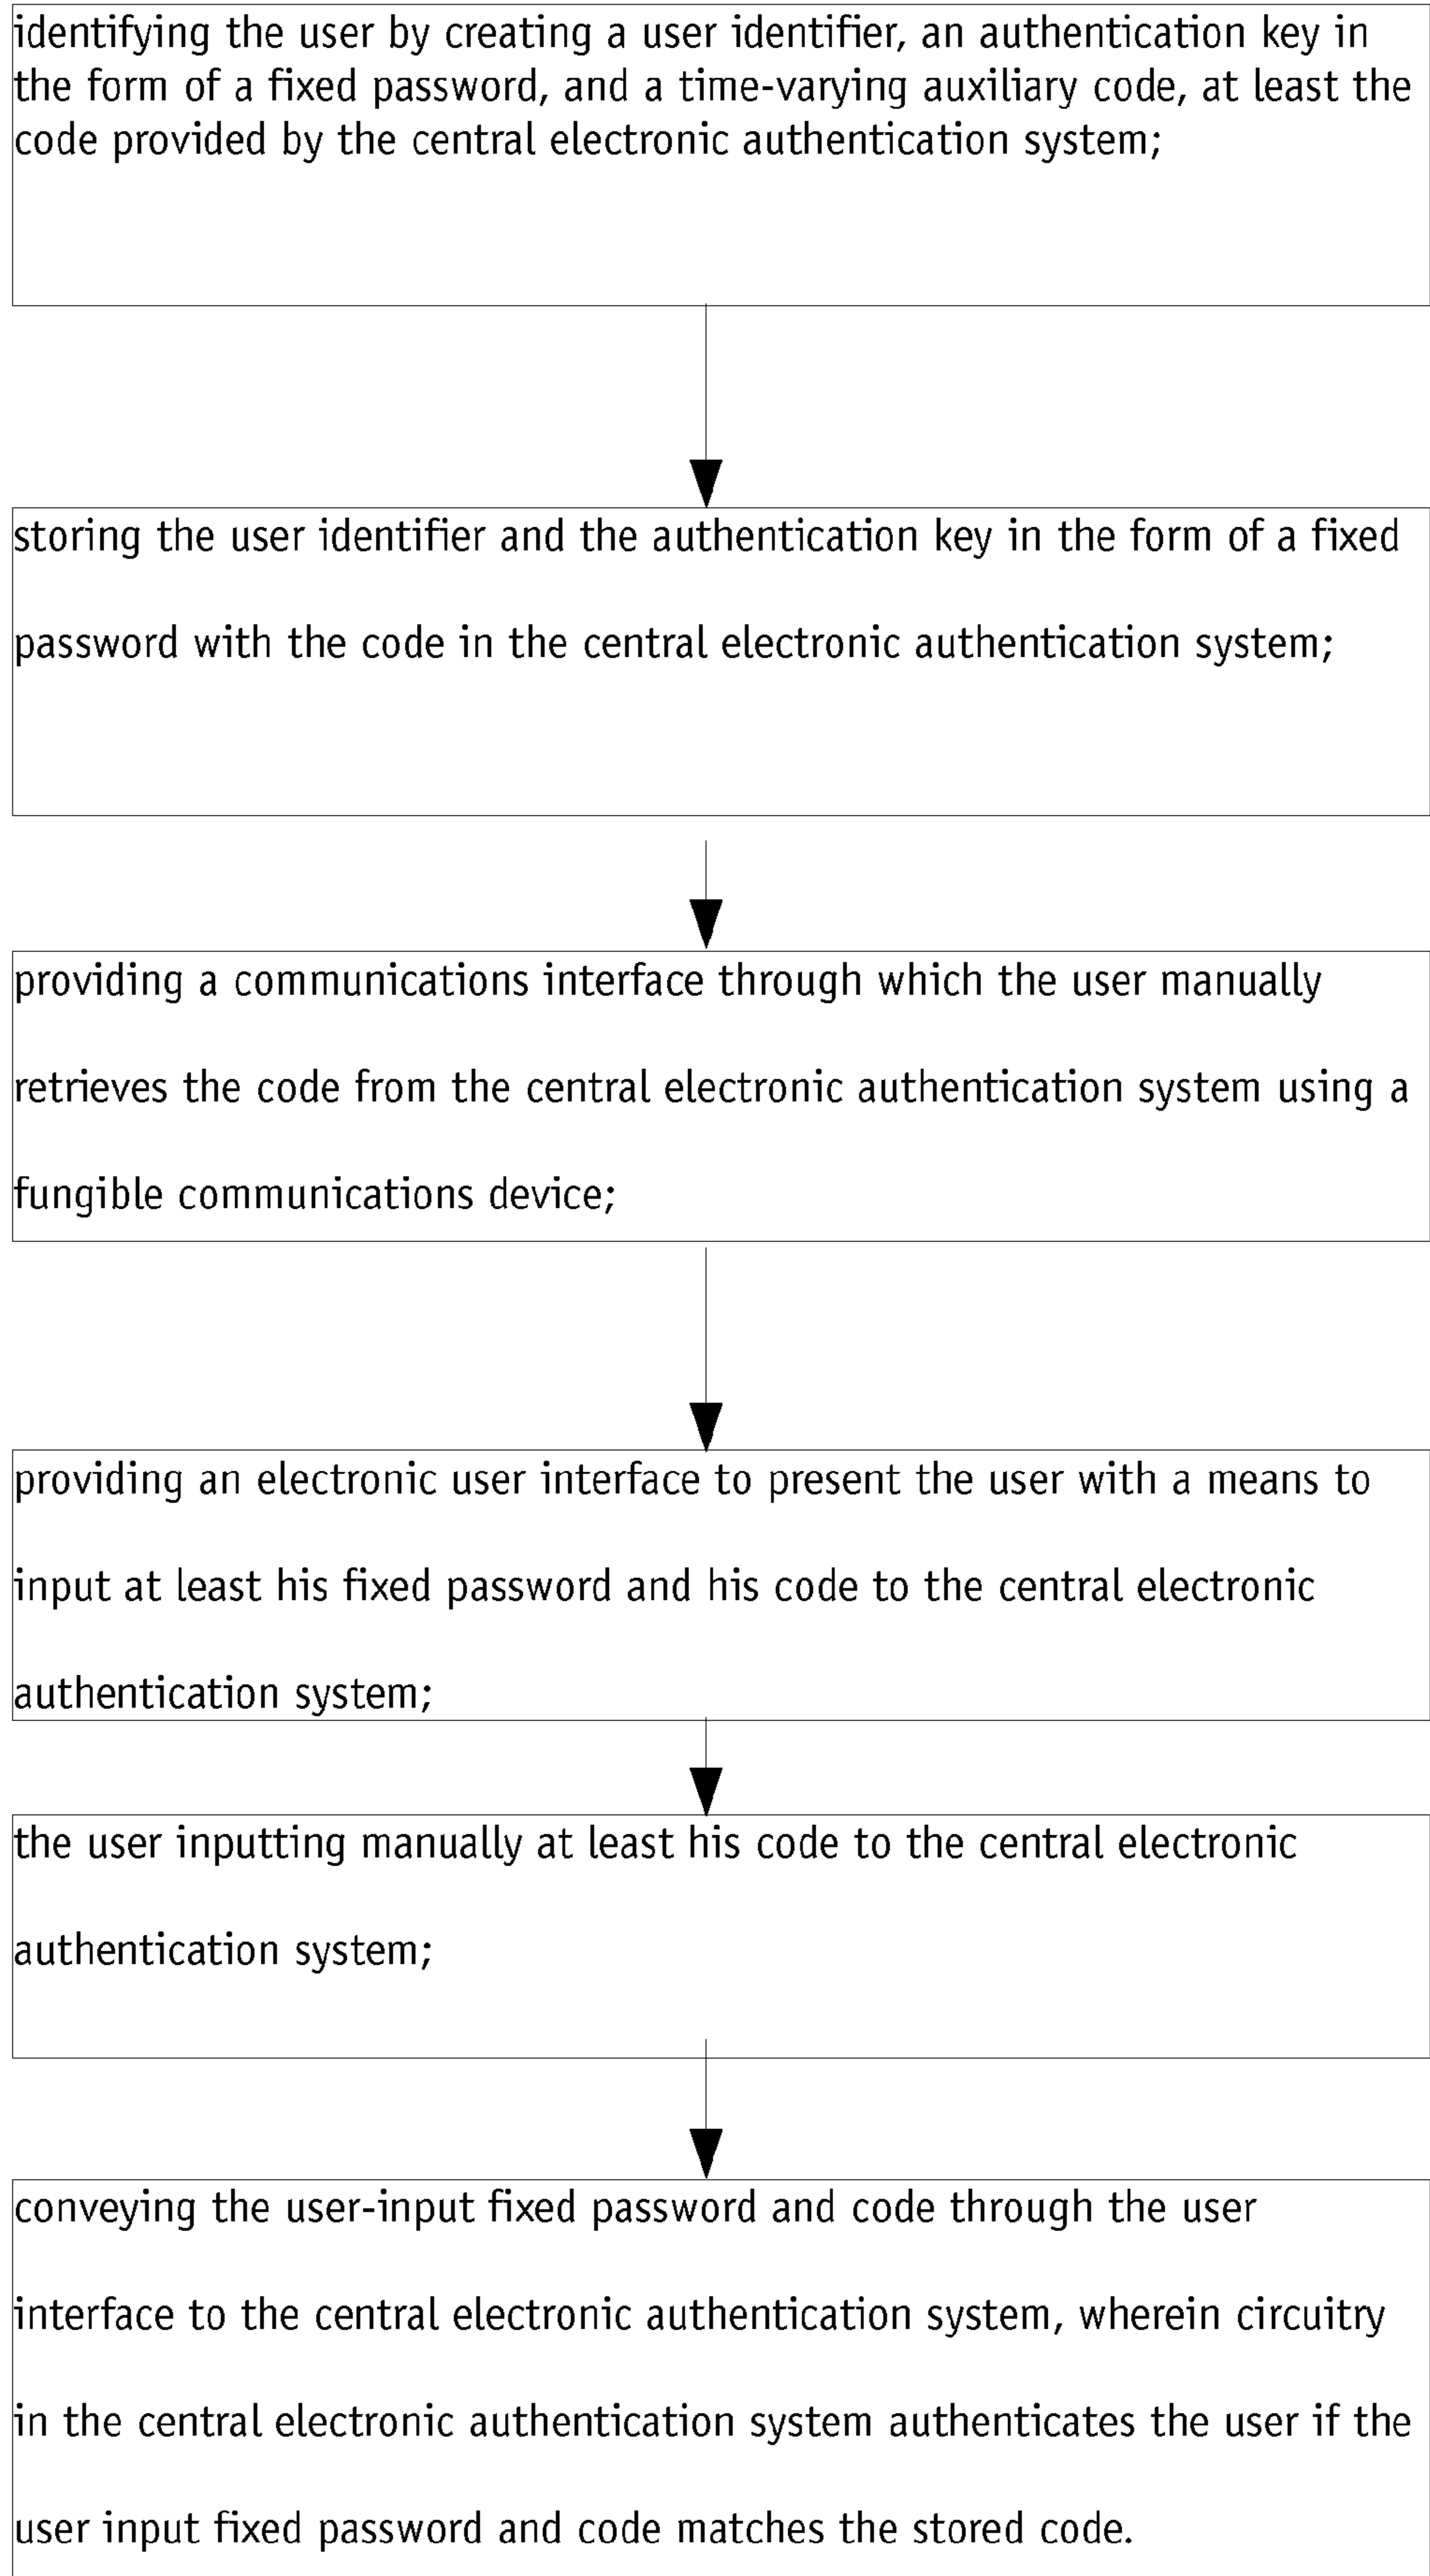 identifying the user by creating a user identifier, an authentication key in
the form of a fixed password, and a time-varying auxiliary code, at least the
code provided by the central electronic authentication system;
storing the user identifier and the authentication key in the form of a fixed
password with the code in the central electronic authentication system;
providing a communications interface through which the user manually
retrieves the code from the central electronic authentication system using a
fungible communications device;
providing an electronic user interface to present the user with a means to
input at least his fixed password and his code to the central electronic
authentication system;
the user inputting manually at least his code to the central electronic
authentication system;
conveying the user-input fixed password and code through the user
interface to the central electronic authentication system, wherein circuitry
in the central electronic authentication system authenticates the user if the
user input fixed password and code matches the stored code.